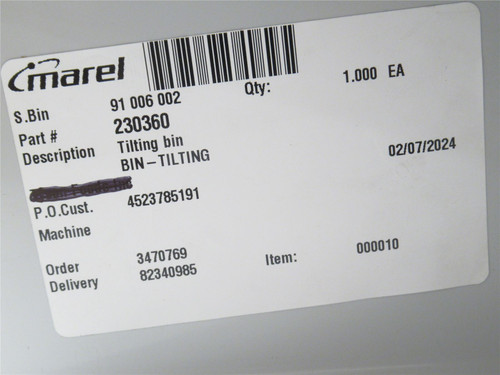 marel
S.Bin 91 006 002 Qty: 1.000 EA
Part # 230360
Description Tilting bin
BIN-TILTING 02/07/2024
P.O.Cust. 4523785191
Machine
Order 3470769 Item: 000010
Delivery 82340985